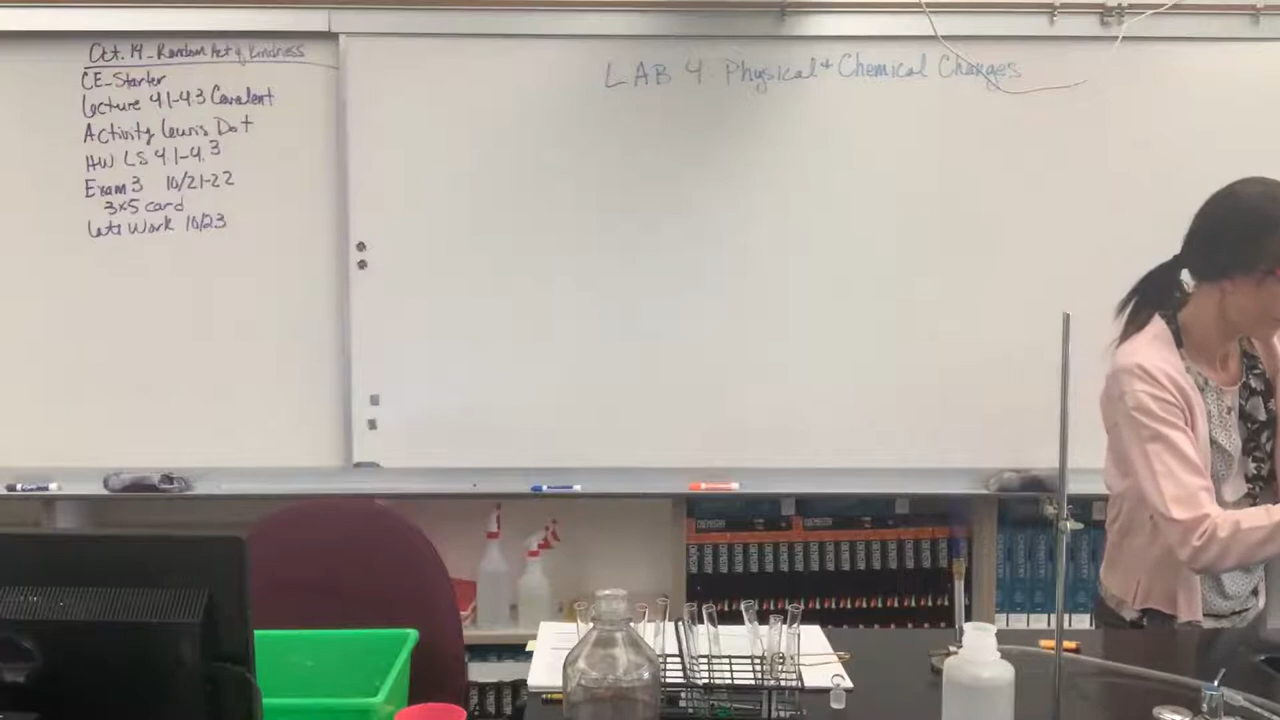 Oct. 14 - Random Act of Kindness
CE-Starter
Lecture 4.1-4.3 Covalent
Activity Lewis Dot
HW LS 4.1-4.3
Exam 3 10/21-22
3x5 card
Late Work 10/23
LAB 4: Physical + Chemical Changes
CHEMISTRY CHEMISTRY